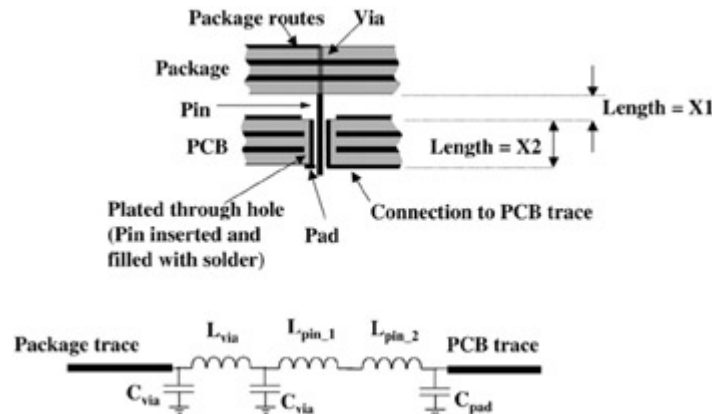 Package routes
Via
Package
Pin
Length = X1
PCB
Length = X2
Plated through hole
(Pin inserted and
filled with solder)
Pad
Connection to PCB trace
Package trace
Lvia
Lpin_1
Lpin_2
PCB trace
Cvia
Cvia
Cpad